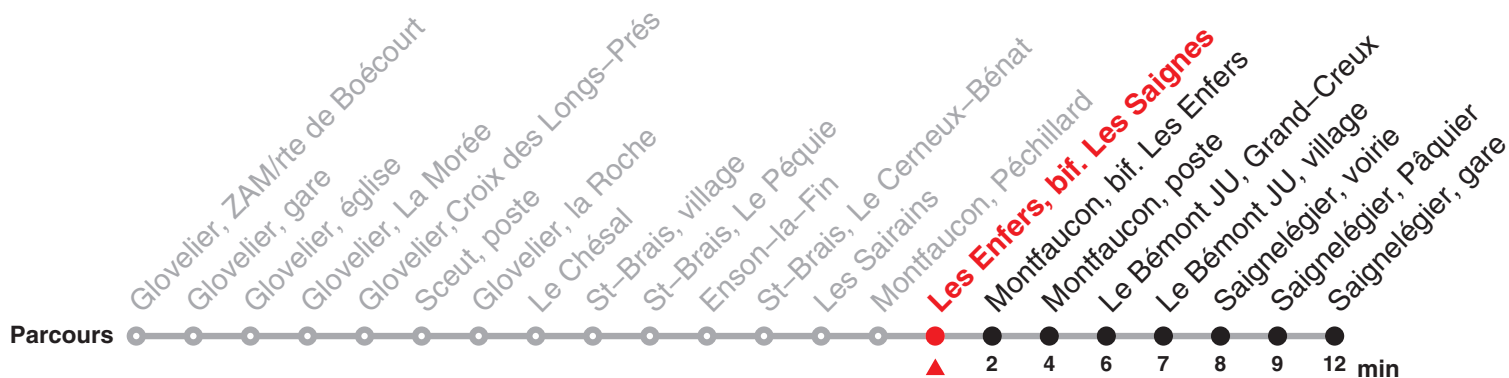 Glovelier, ZAM/rte de Boécourt
Glovelier, gare
Glovelier, église
Glovelier, La Morée
Glovelier, Croix des Longs–Prés
Sceut, poste
Glovelier, la Roche
Le Chésal
St–Brais, village
St–Brais, Le Péquie
Enson–la–Fin
St–Brais, Le Cerneux–Bénat
Les Sairains
Montfaucon, Péchillard
Les Enfers, bif. Les Saignes
Montfaucon, bif. Les Enfers
Montfaucon, poste
Le Bémont JU, Grand–Creux
Le Bémont JU, village
Saignelégier, voirie
Saignelégier, Pâquier
Saignelégier, gare
Parcours
2 4 6 7 8 9 12 min